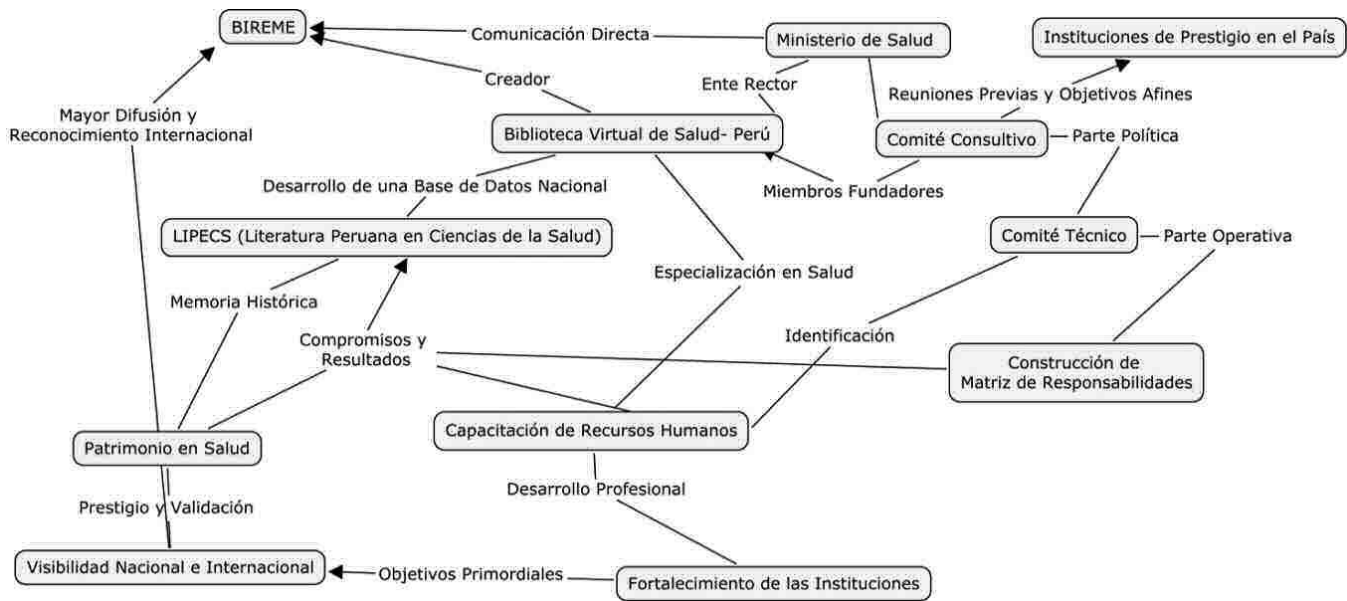 BIREME
Comunicación Directa
Ministerio de Salud
Instituciones de Prestigio en el País
Creador
Ente Rector
Reuniones Previas y Objetivos Afines
Mayor Difusión y
Reconocimiento Internacional
Biblioteca Virtual de Salud- Perú
Comité Consultivo
Parte Política
Desarrollo de una Base de Datos Nacional
Miembros Fundadores
LIPECS (Literatura Peruana en Ciencias de la Salud)
Comité Técnico
Parte Operativa
Especialización en Salud
Memoria Histórica
Compromisos y
Resultados
Identificación
Construcción de
Matriz de Responsabilidades
Capacitación de Recursos Humanos
Patrimonio en Salud
Desarrollo Profesional
Prestigio y Validación
Visibilidad Nacional e Internacional
Objetivos Primordiales
Fortalecimiento de las Instituciones